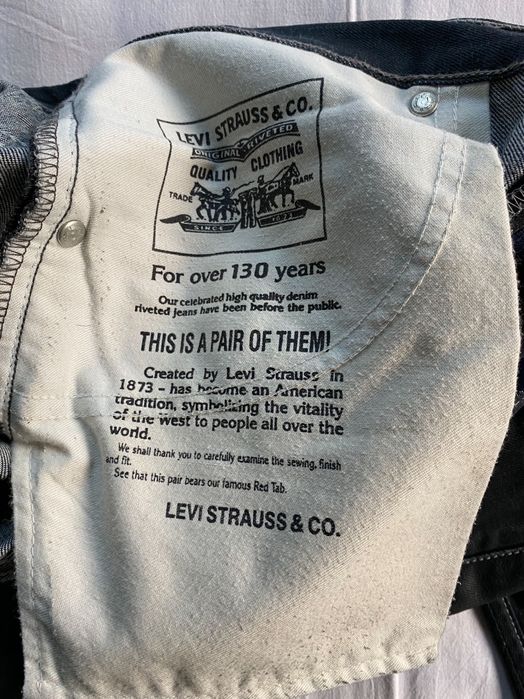 LEVI STRAUSS & CO.
ORIGINAL RIVETED
QUALITY CLOTHING
TRADE MARK
SINCE
For over 130 years
Our celebrated high quality denim
riveted jeans have been before the public.
THIS IS A PAIR OF THEM!
Created by Levi Strauss in
1873 - has become an American
tradition, symbolizing the vitality
of the West to people all over the
world.
We shall thank you to carefully examine the sewing, finish
and fit.
See that this pair bears our famous Red Tab.
LEVI STRAUSS & CO.